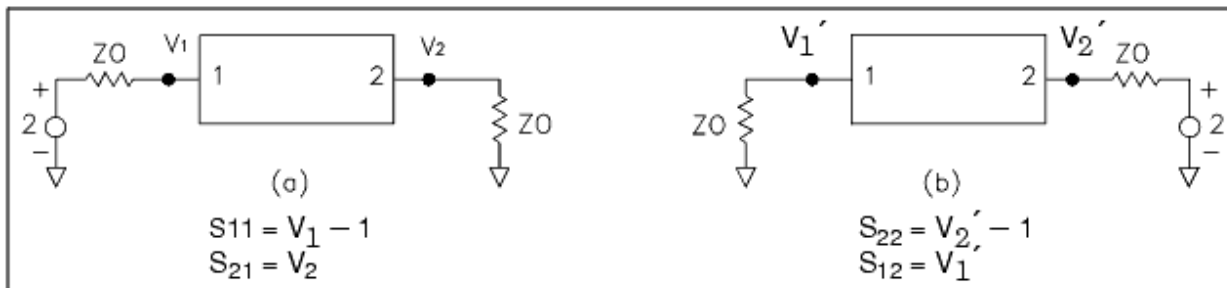 ZO V₁ V₂ V₁′ V₂′ ZO
+ 1 2 1 2 +
2 ZO ZO 2
− −
(a) (b)
S11 = V₁ − 1 S₂₂ = V₂′ − 1
S₂₁ = V₂ S₁₂ = V₁′